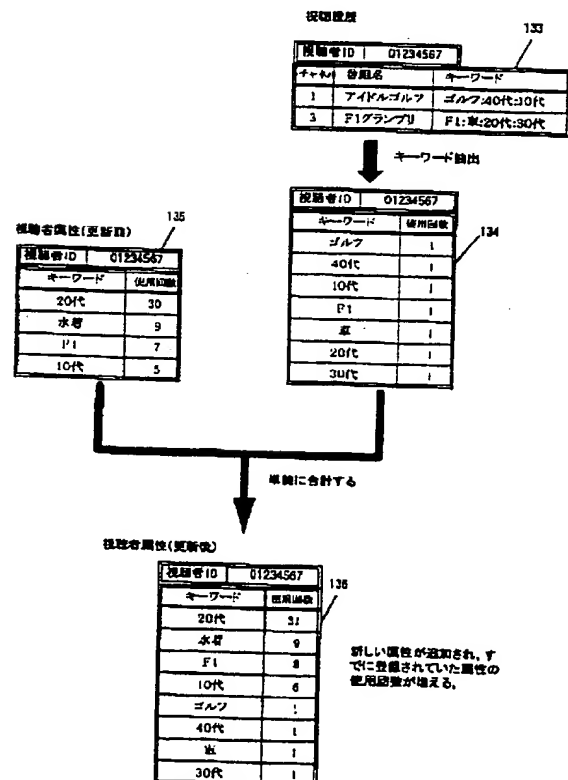 視聴履歴
133
視聴者ID 01234567
チャネル 番組名 キーワード
1 アイドルゴルフ ゴルフ:40代:10代
3 F1グランプリ F1:車:20代:30代
キーワード抽出
視聴者ID 01234567
キーワード 使用回数
134
ゴルフ 1
40代 1
10代 1
F1 1
車 1
20代 1
30代 1
視聴者属性(更新前)
135
視聴者ID 01234567
キーワード 使用回数
20代 30
水着 9
F1 7
10代 5
単純に合計する
視聴者属性(更新後)
視聴者ID 01234567
136
キーワード 使用回数
20代 31
水着 9
F1 8
10代 6
ゴルフ 1
40代 1
車 1
30代 1
新しい属性が追加され、す
でに登録されていた属性の
使用回数が増える。